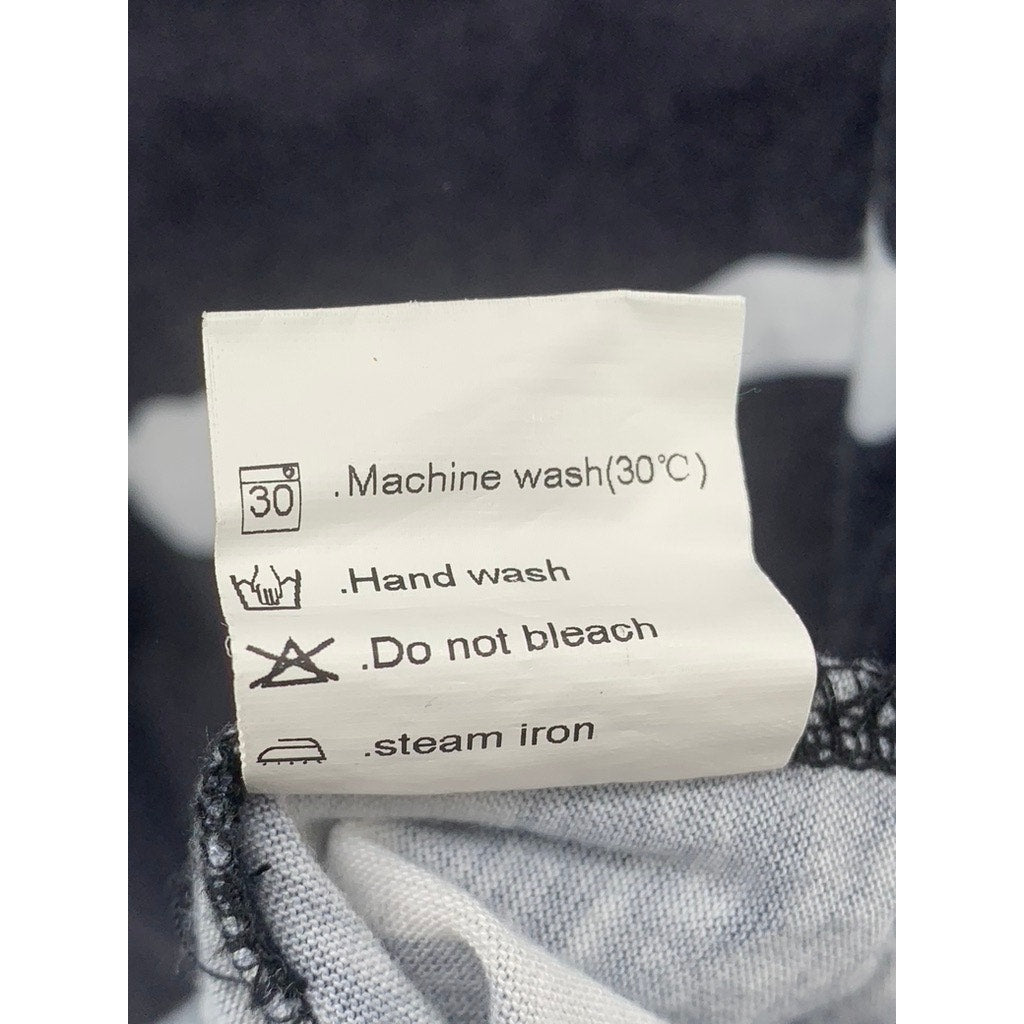 30 .Machine wash(30℃)
.Hand wash
.Do not bleach
.steam iron